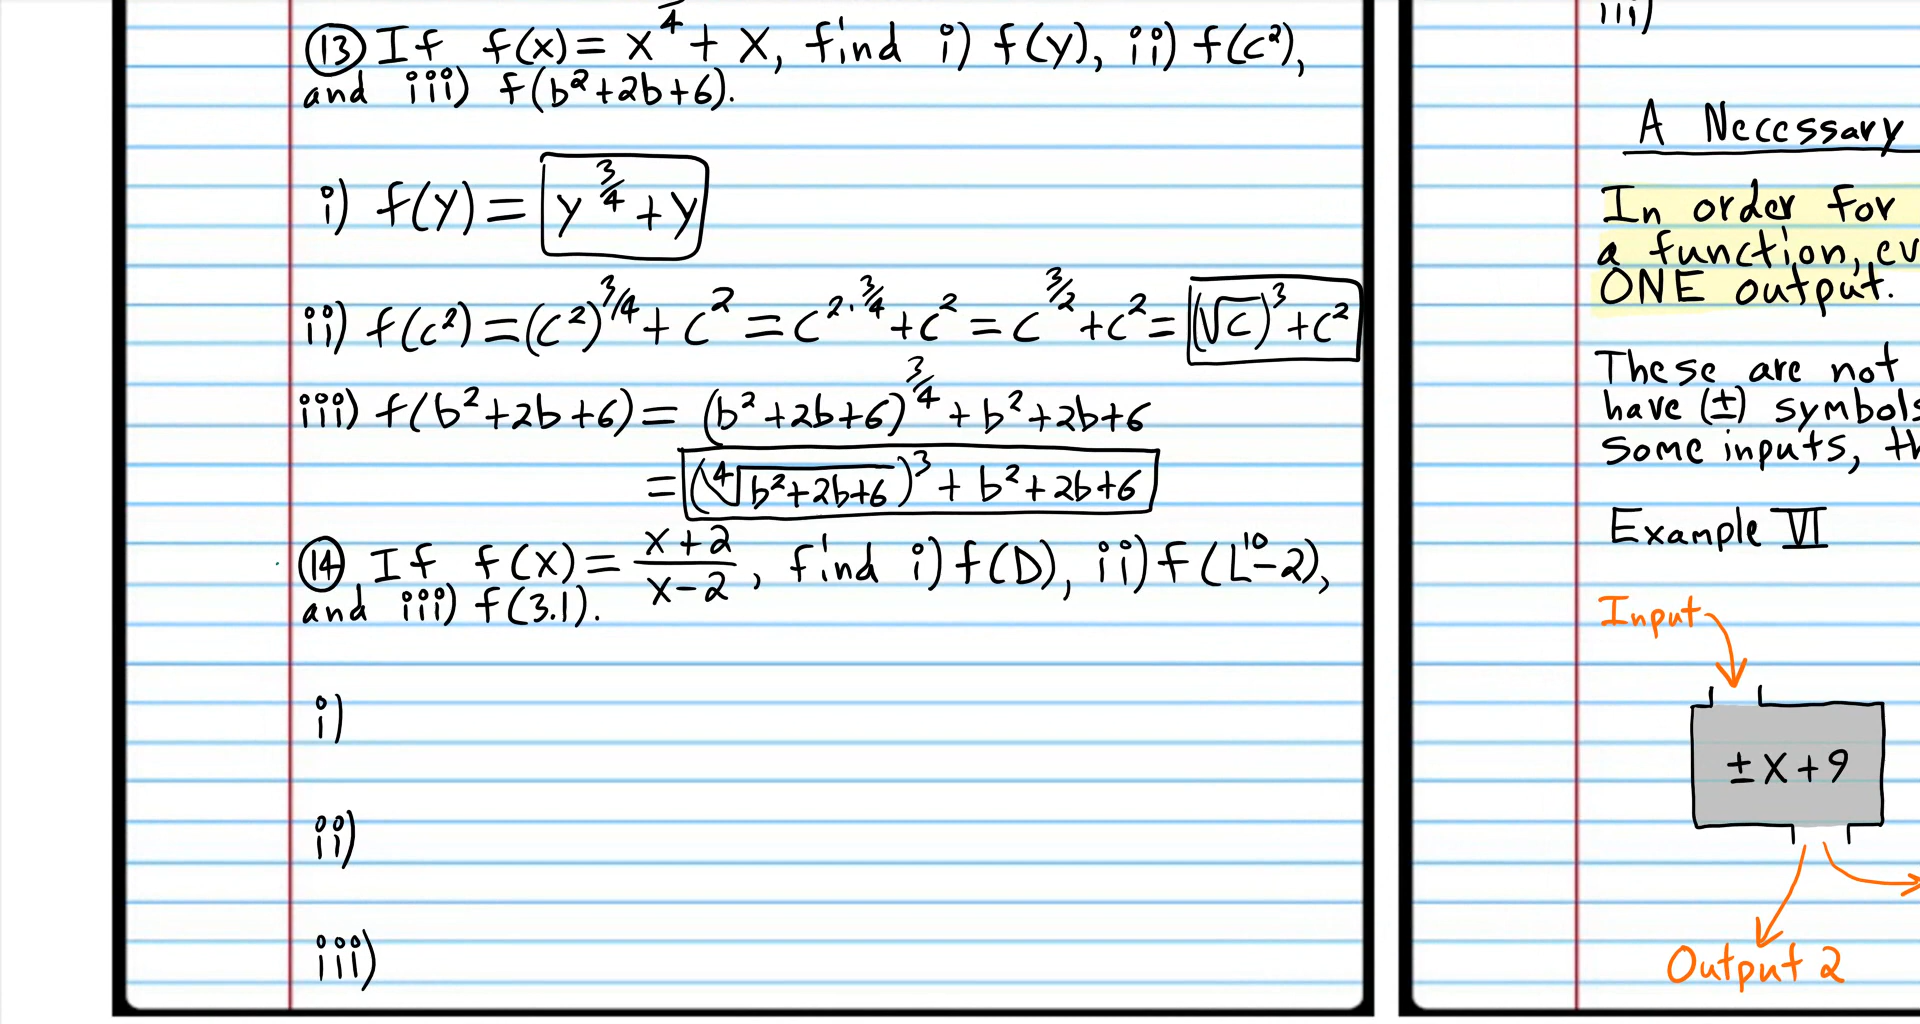 ⑬ If f(x) = x^(‾/4) + x, find i) f(y), ii) f(c²),
and iii) f(b²+2b+6).
i) f(y) = y^(3/4) + y
ii) f(c²) = (c²)^(3/4) + c² = c^(2·3/4) + c² = c^(3/2) + c² = (√c)³ + c²
iii) f(b²+2b+6) = (b²+2b+6)^(3/4) + b²+2b+6
= (∜(b²+2b+6))³ + b²+2b+6
⑭ If f(x) = (x+2)/(x-2), find i) f(D), ii) f(L¹⁰-2),
and iii) f(3.1).
i)
ii)
iii)
iii)
A Necessary
In order for
a function, ev
ONE output.
These are not
have (±) symbols
some inputs, th
Example VI
Input
±x+9
Output 2